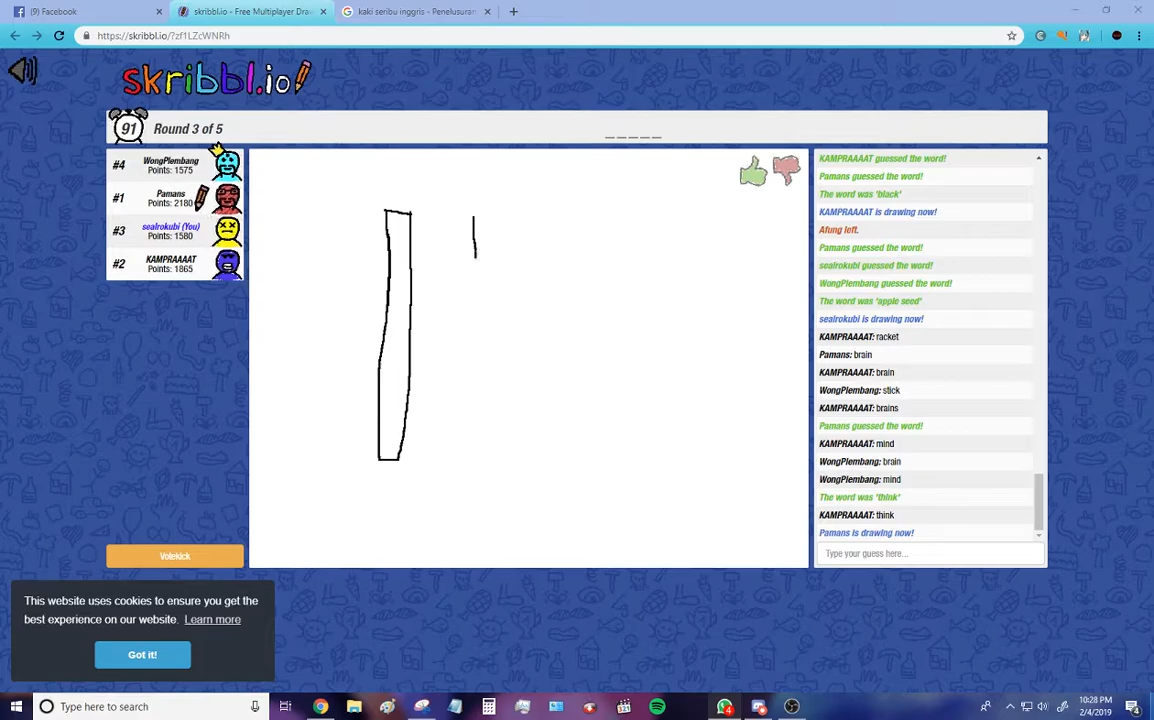 (9) Facebook
skribbl.io - Free Multiplayer Draw
kaki seribu inggris - Penelusuran
https://skribbl.io/?zf1LZcWNRh
skribbl.io
91
Round 3 of 5
_ _ _ _ _
#4
WongPlembang
Points: 1575
#1
Pamans
Points: 2180
#3
sealrokubi (You)
Points: 1580
#2
KAMPRAAAAT
Points: 1865
Votekick
KAMPRAAAAT guessed the word!
Pamans guessed the word!
The word was 'black'
KAMPRAAAAT is drawing now!
Afung left.
Pamans guessed the word!
sealrokubi guessed the word!
WongPlembang guessed the word!
The word was 'apple seed'
sealrokubi is drawing now!
KAMPRAAAAT: racket
Pamans: brain
KAMPRAAAAT: brain
WongPlembang: stick
KAMPRAAAAT: brains
Pamans guessed the word!
KAMPRAAAAT: mind
WongPlembang: brain
WongPlembang: mind
The word was 'think'
KAMPRAAAAT: think
Pamans is drawing now!
Type your guess here...
This website uses cookies to ensure you get the
best experience on our website. Learn more
Got it!
Type here to search
10:28 PM
2/4/2019